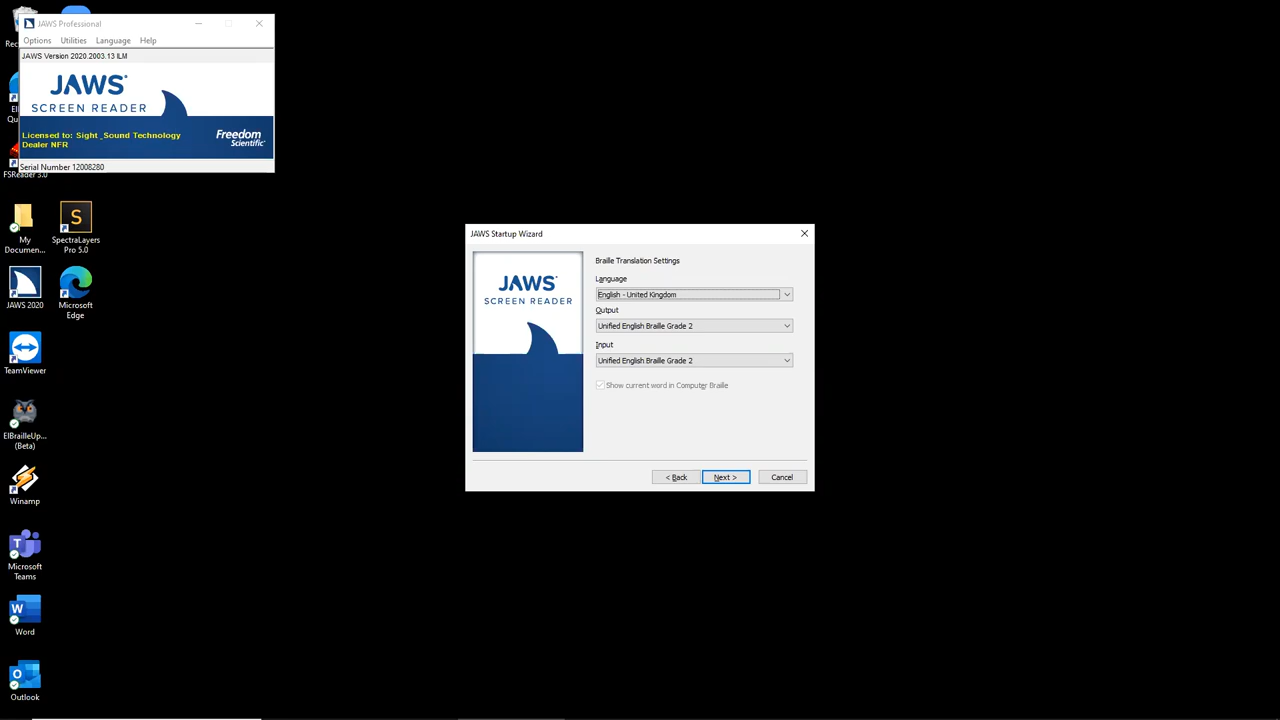 JAWS Professional
Options Utilities Language Help
JAWS Version 2020.2003.13 ILM
JAWS
SCREEN READER
Licensed to: Sight _Sound Technology
Dealer NFR
Freedom
Scientific
Serial Number 12008280
FSReader 3.0
My
Documen...
SpectraLayers
Pro 5.0
JAWS 2020
Microsoft
Edge
TeamViewer
ElBrailleUp...
(Beta)
Winamp
Microsoft
Teams
Word
Outlook
JAWS Startup Wizard
JAWS
SCREEN READER
Braille Translation Settings
Language
English - United Kingdom
Output
Unified English Braille Grade 2
Input
Unified English Braille Grade 2
Show current word in Computer Braille
< Back Next > Cancel